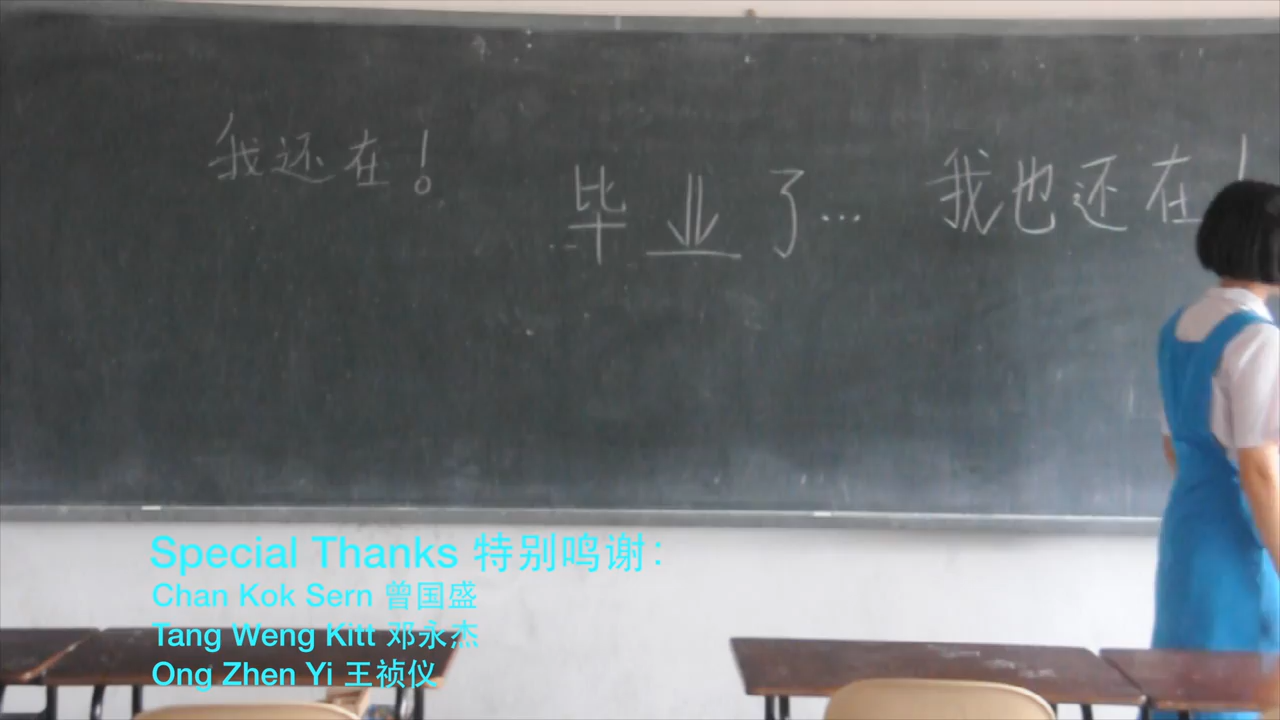 我还在!
毕业了...
我也还在!
Special Thanks 特别鸣谢:
Chan Kok Sern 曾国盛
Tang Weng Kitt 邓永杰
Ong Zhen Yi 王祯仪